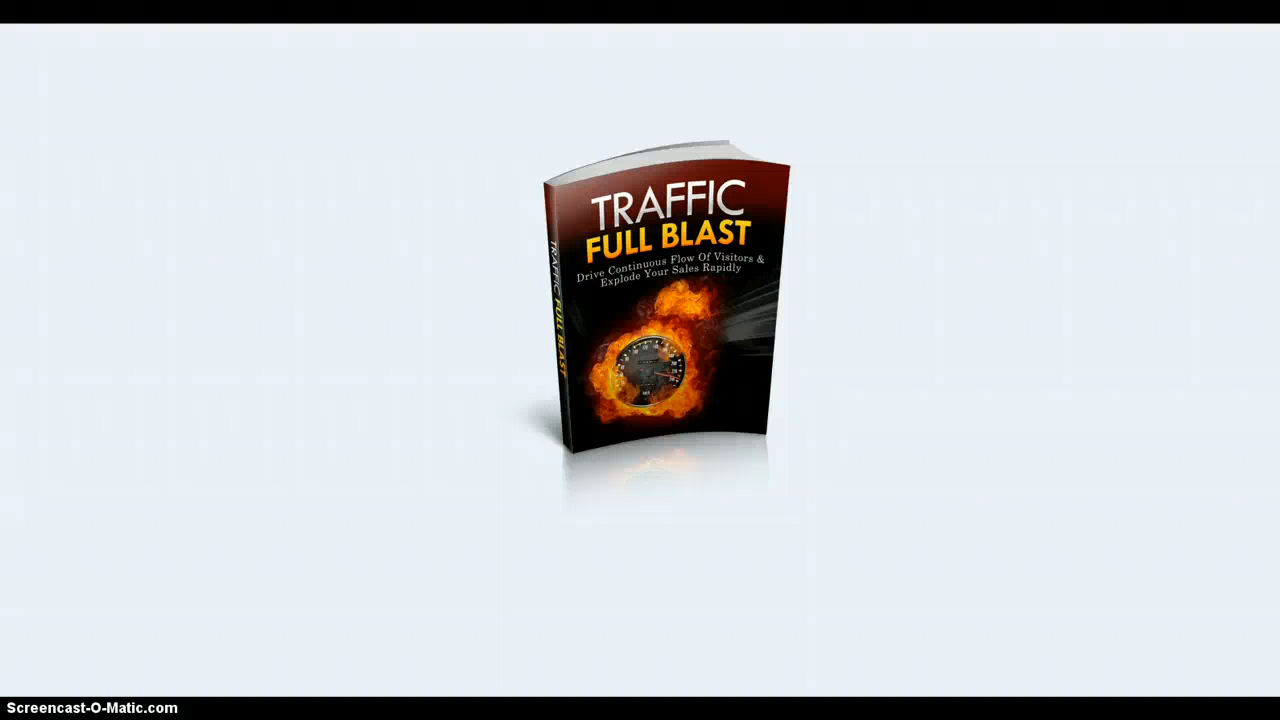 TRAFFIC
FULL BLAST
Drive Continuous Flow Of Visitors &
Explode Your Sales Rapidly
TRAFFIC FULL BLAST
Screencast-O-Matic.com